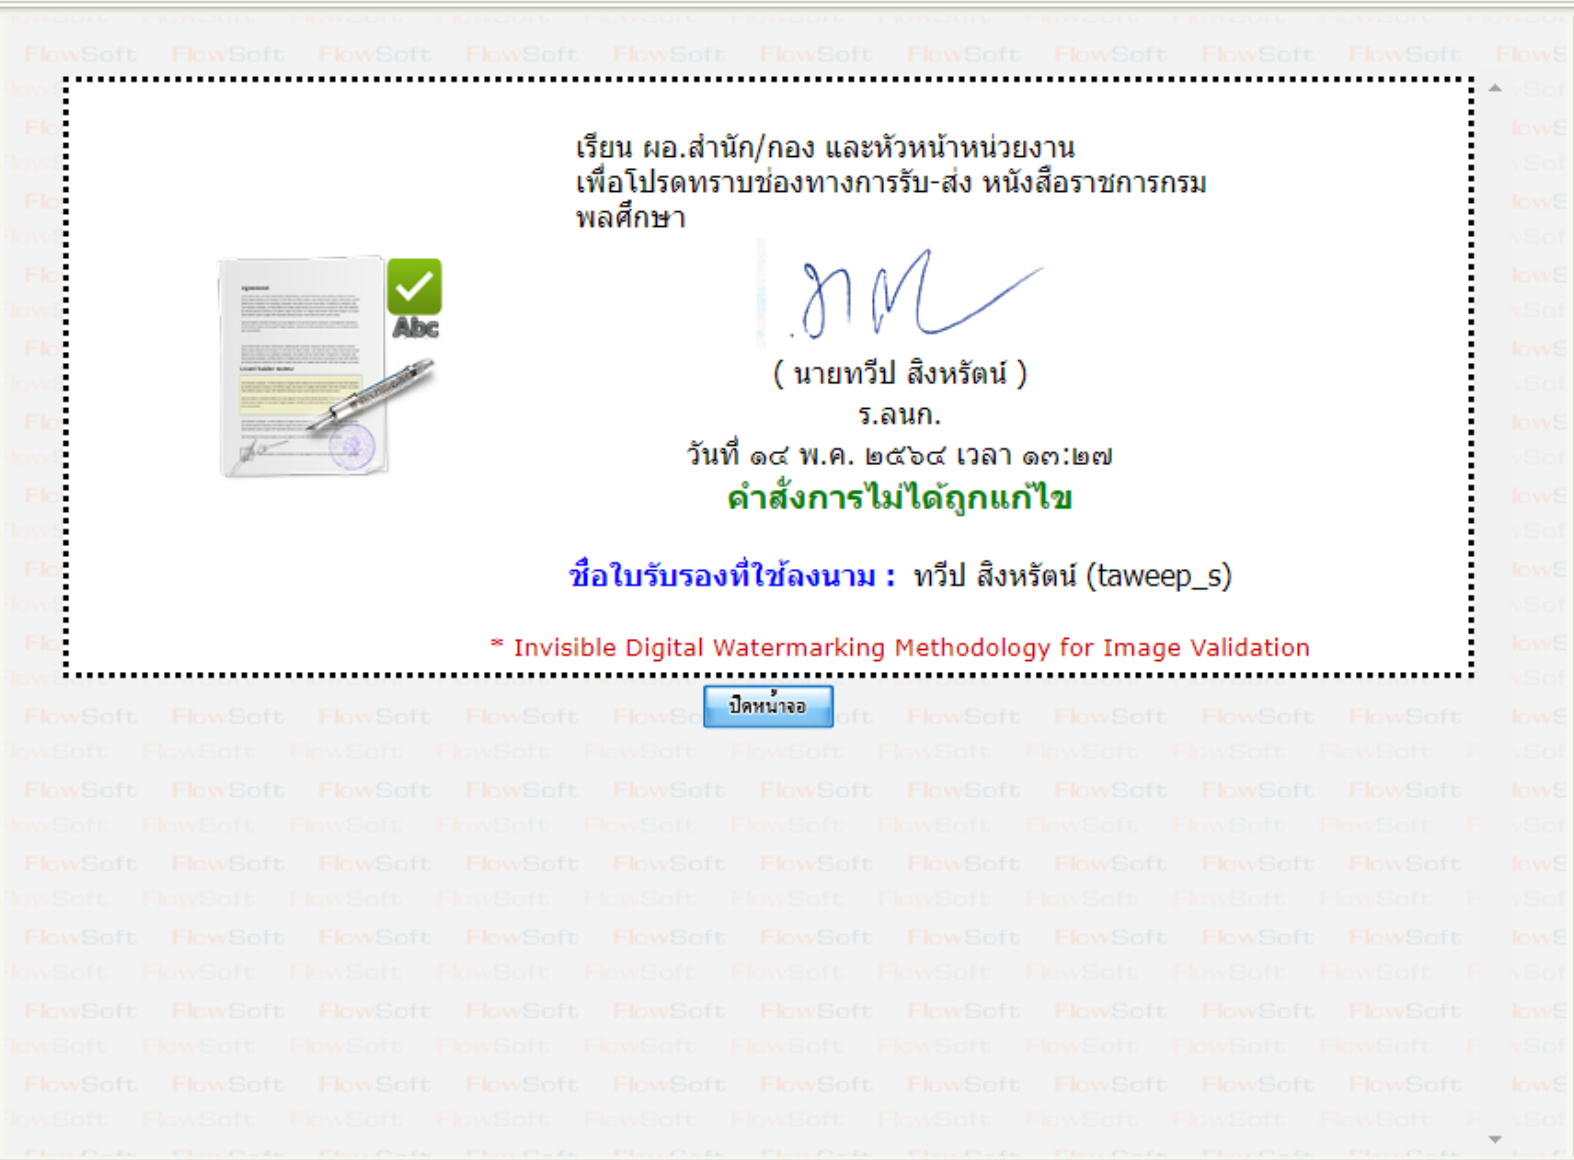 เรียน ผอ.สำนัก/กอง และหัวหน้าหน่วยงาน
เพื่อโปรดทราบช่องทางการรับ-ส่ง หนังสือราชการกรม
พลศึกษา
Agreement
Abc
( นายทวีป สิงหรัตน์ )
ร.ลนก.
วันที่ ๑๔ พ.ค. ๒๕๖๔ เวลา ๑๓:๒๗
คำสั่งการไม่ได้ถูกแก้ไข
ชื่อใบรับรองที่ใช้ลงนาม : ทวีป สิงหรัตน์ (taweep_s)
* Invisible Digital Watermarking Methodology for Image Validation
ปิดหน้าจอ
FlowSoft